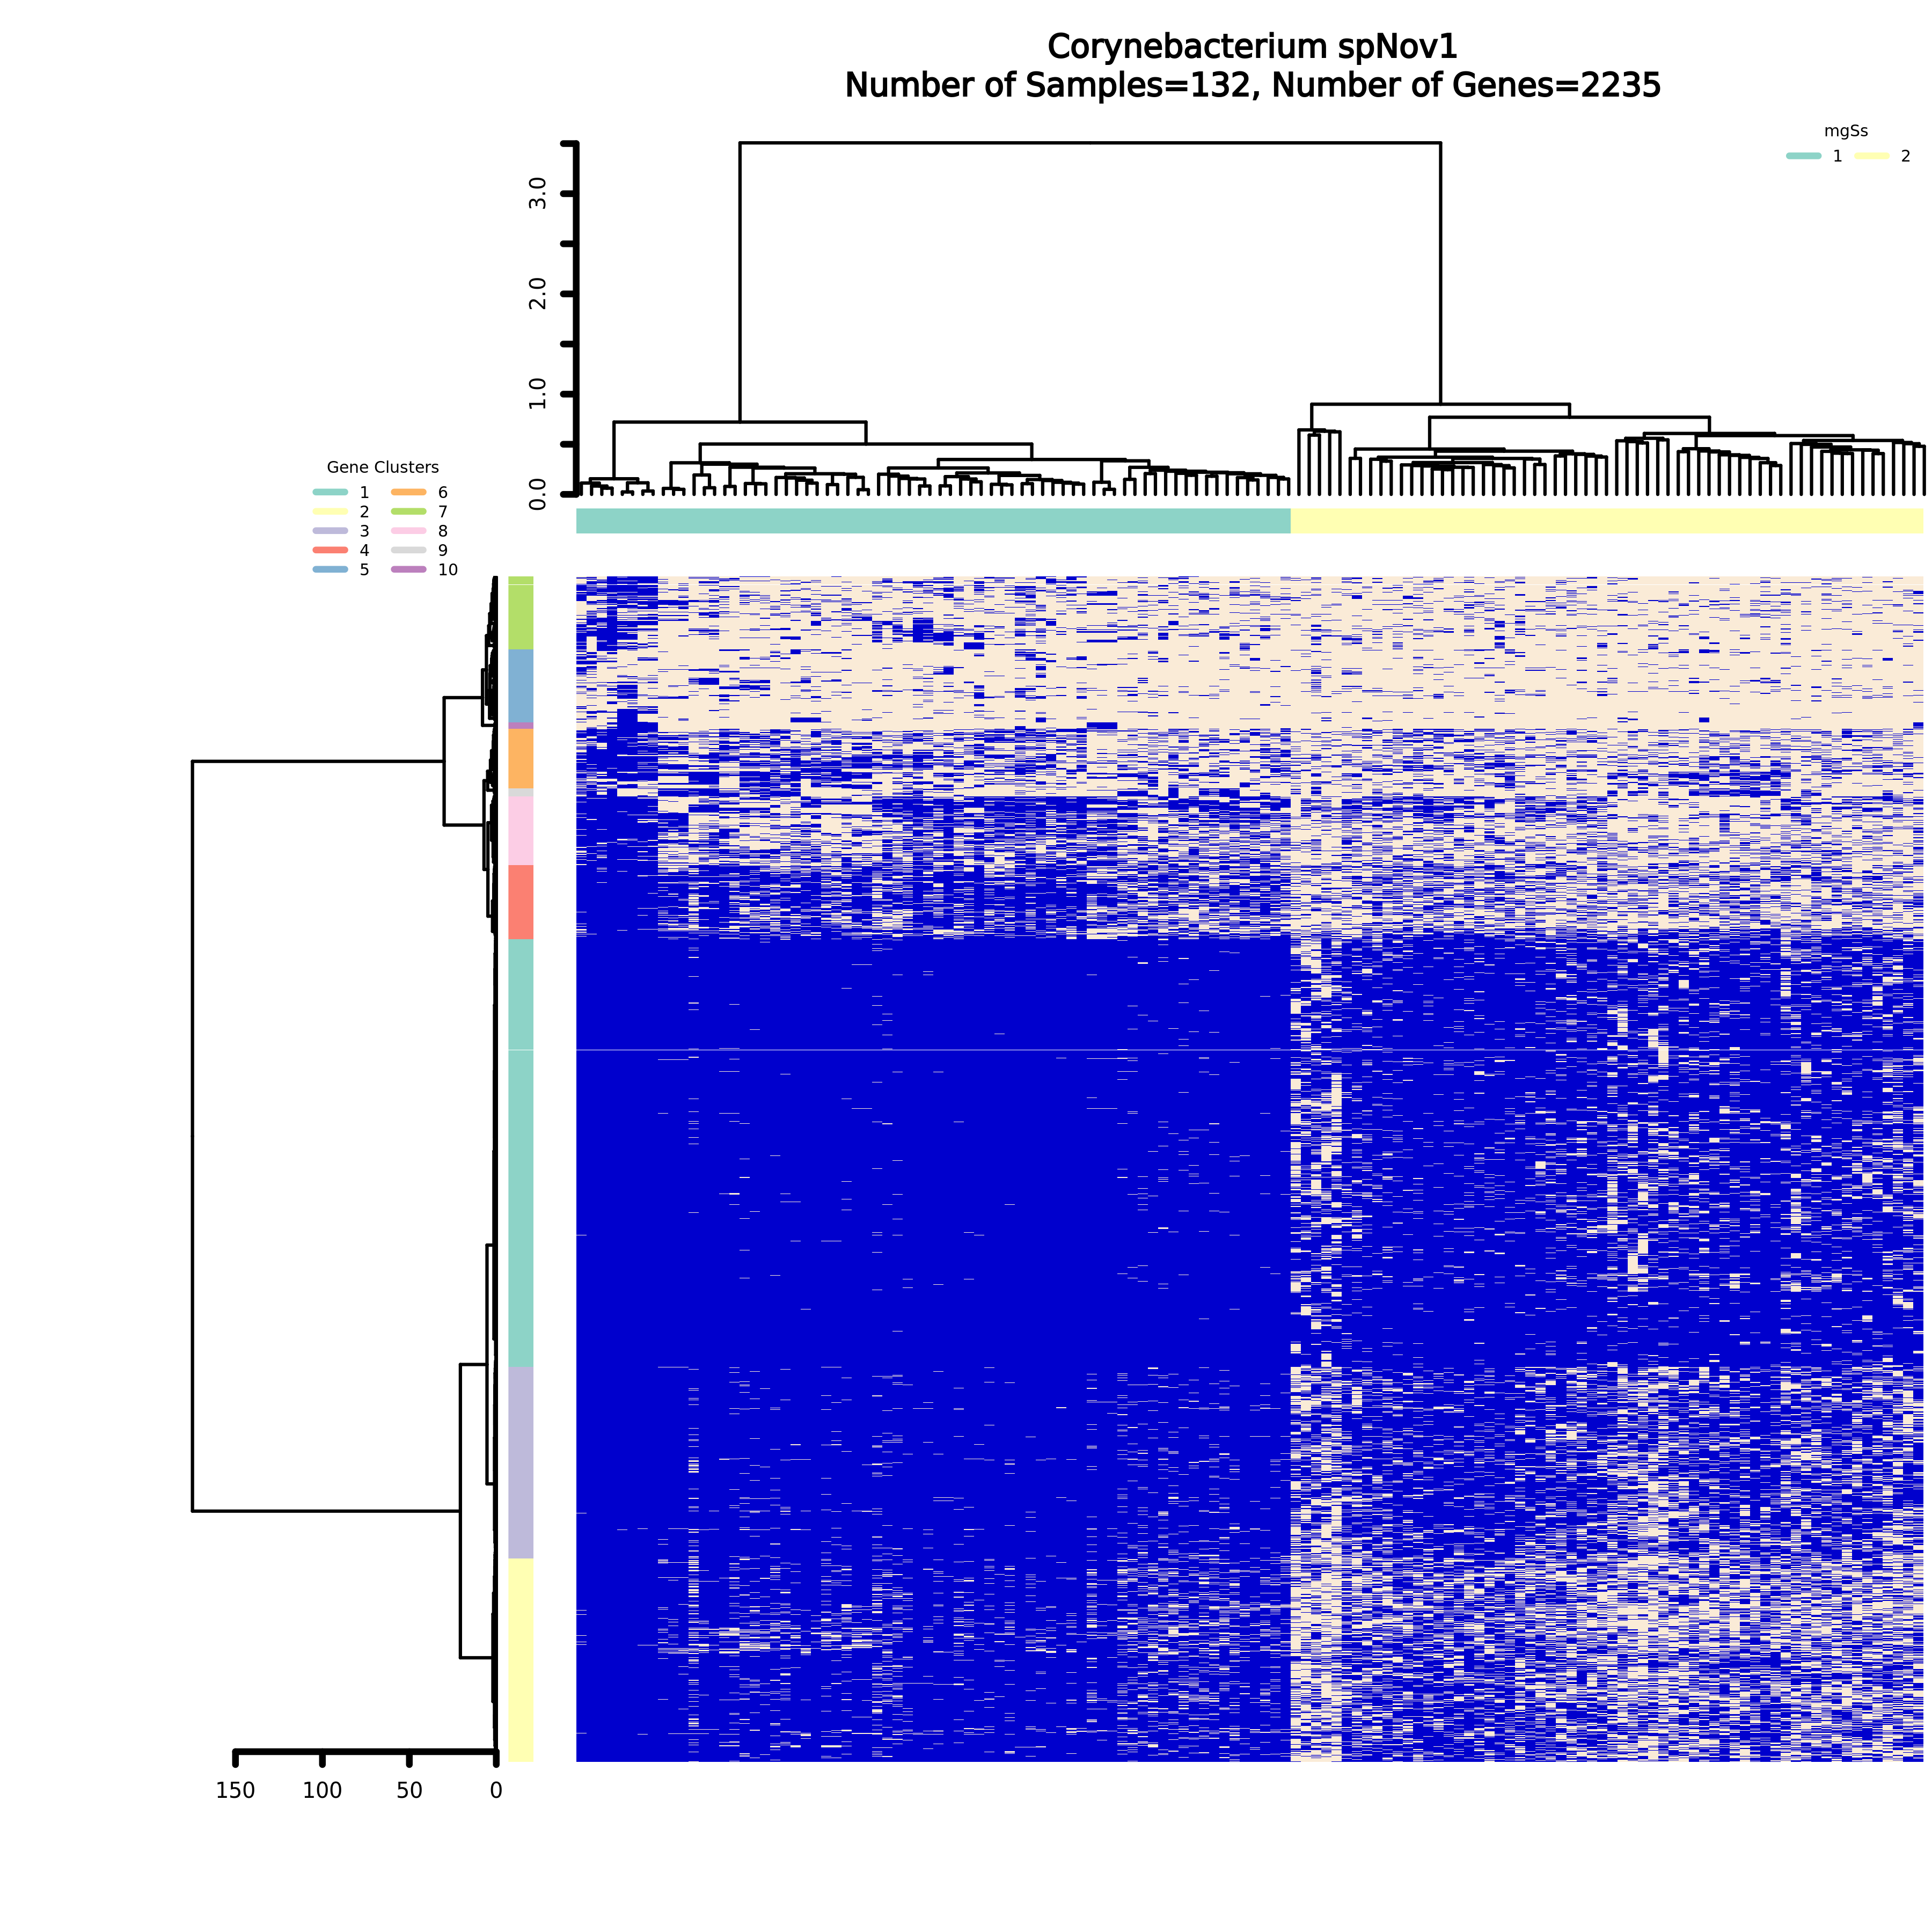 Corynebacterium spNov1
Number of Samples=132, Number of Genes=2235
mgSs
1 2
3.0
2.0
1.0
0.0
Gene Clusters
1 6
2 7
3 8
4 9
5 10
150 100 50 0